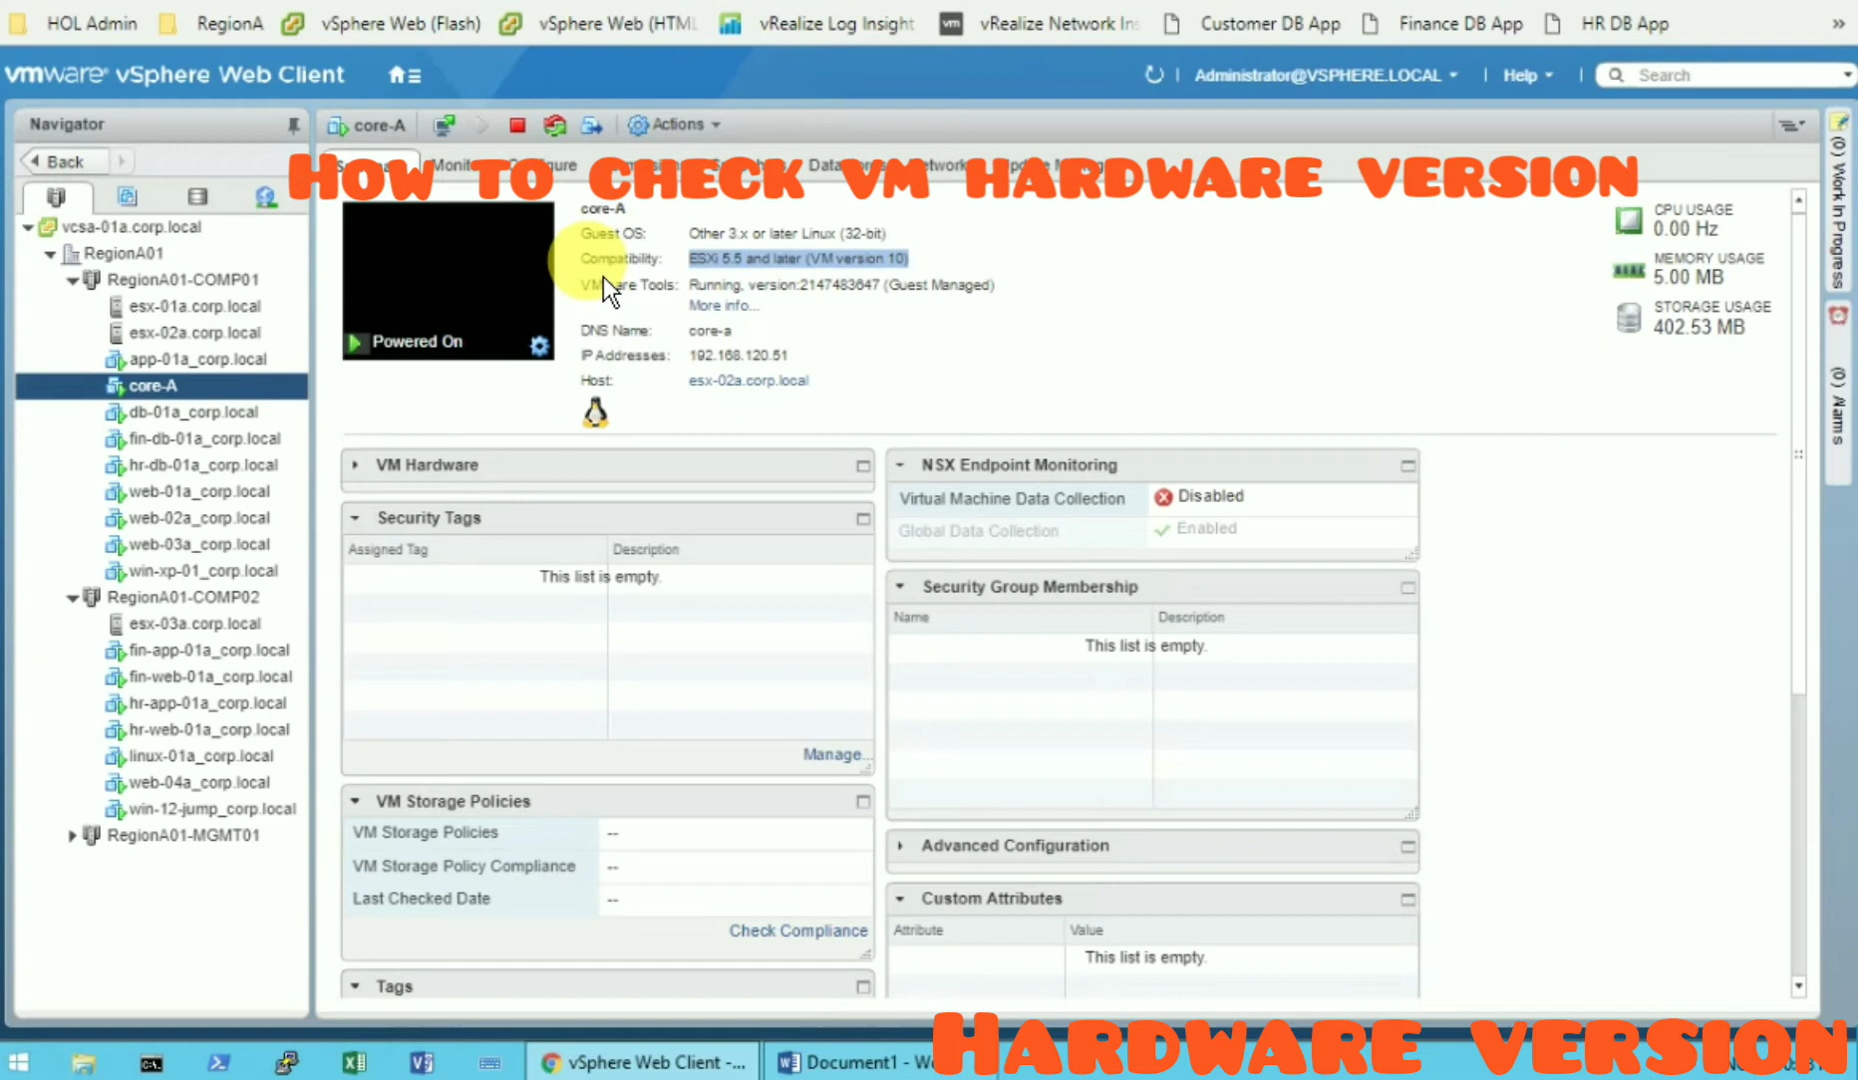 HOL Admin RegionA vSphere Web (Flash) vSphere Web (HTML vRealize Log Insight vRealize Network Ins Customer DB App Finance DB App HR DB App »
vmware vSphere Web Client Administrator@VSPHERE.LOCAL Help Search
Navigator
core-A Actions
Back
How to check vm hardware version
vcsa-01a.corp.local
RegionA01
RegionA01-COMP01
esx-01a.corp.local
esx-02a.corp.local
app-01a_corp.local
core-A
db-01a_corp.local
fin-db-01a_corp.local
hr-db-01a_corp.local
web-01a_corp.local
web-02a_corp.local
web-03a_corp.local
win-xp-01_corp.local
RegionA01-COMP02
esx-03a.corp.local
fin-app-01a_corp.local
fin-web-01a_corp.local
hr-app-01a_corp.local
hr-web-01a_corp.local
linux-01a_corp.local
web-04a_corp.local
win-12-jump_corp.local
RegionA01-MGMT01
Powered On
core-A
Guest OS: Other 3.x or later Linux (32-bit)
Compatibility: ESXi 5.5 and later (VM version 10)
VMware Tools: Running, version:2147483647 (Guest Managed)
More info...
DNS Name: core-a
IP Addresses: 192.168.120.51
Host: esx-02a.corp.local
CPU USAGE
0.00 Hz
MEMORY USAGE
5.00 MB
STORAGE USAGE
402.53 MB
VM Hardware
Security Tags
Assigned Tag Description
This list is empty.
Manage...
VM Storage Policies
VM Storage Policies --
VM Storage Policy Compliance --
Last Checked Date --
Check Compliance
Tags
NSX Endpoint Monitoring
Virtual Machine Data Collection Disabled
Global Data Collection Enabled
Security Group Membership
Name Description
This list is empty.
Advanced Configuration
Custom Attributes
Attribute Value
This list is empty.
(0) Work In Progress
(0) Alarms
vSphere Web Client -... Document1 - W
Hardware version